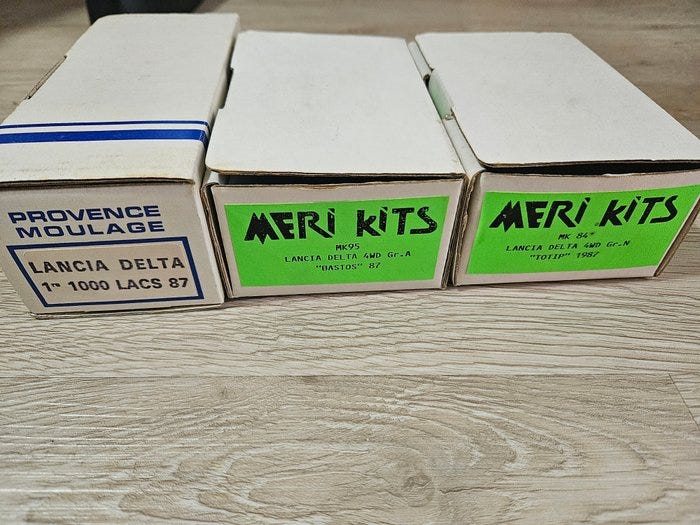 PROVENCE
MOULAGE
LANCIA DELTA
1ᵉʳ 1000 LACS 87
MERI KITS
MK95
LANCIA DELTA 4WD Gr.A
"BASTOS" 87
MERI KITS
MK 84*
LANCIA DELTA 4WD Gr.N
"TOTIP" 1987